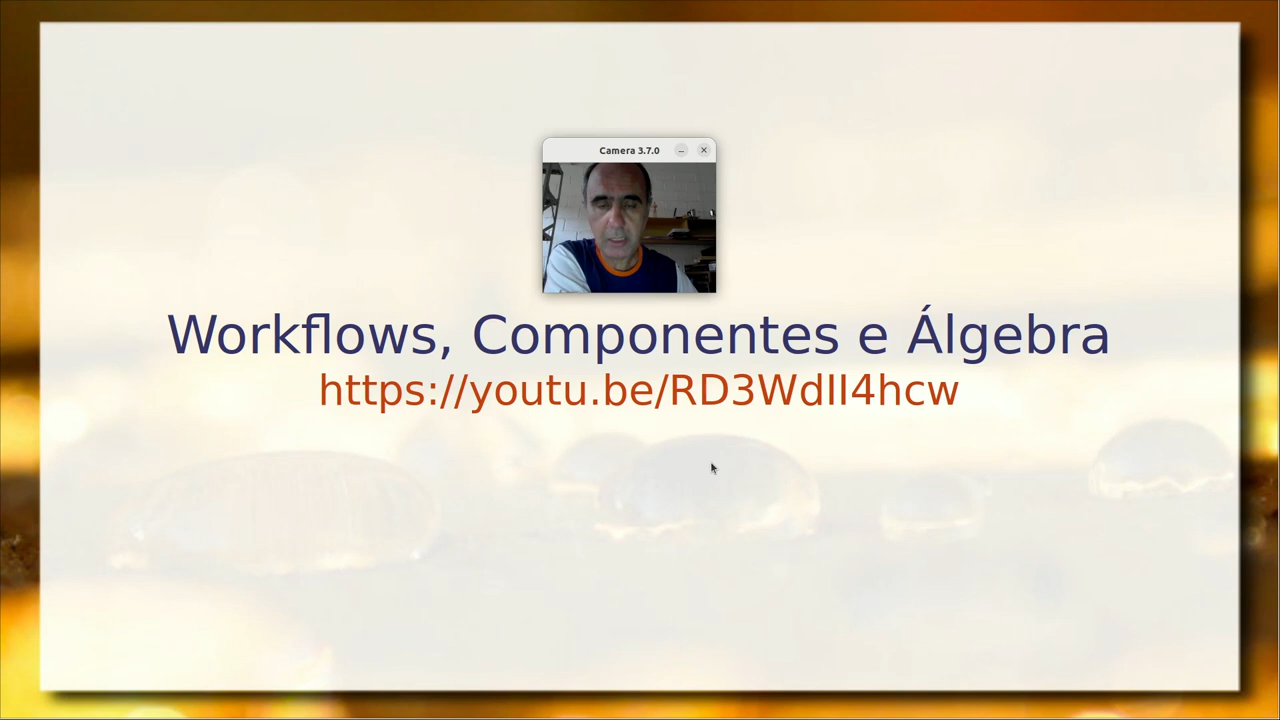 Camera 3.7.0
Workflows, Componentes e Álgebra
https://youtu.be/RD3WdII4hcw